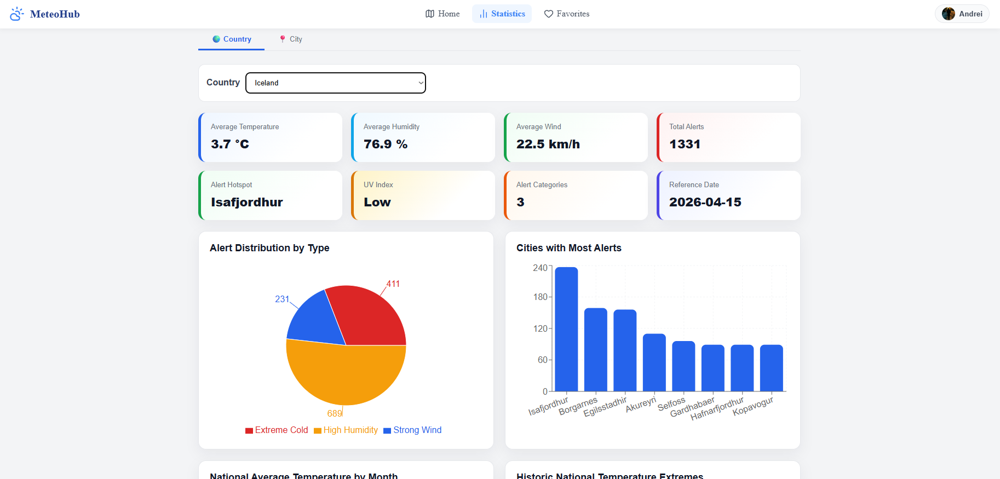 MeteoHub
Home
Statistics
Favorites
Andrei
Country
City
Country
Iceland
Average Temperature
3.7 °C
Average Humidity
76.9 %
Average Wind
22.5 km/h
Total Alerts
1331
Alert Hotspot
Isafjordhur
UV Index
Low
Alert Categories
3
Reference Date
2026-04-15
Alert Distribution by Type
411
231
689
Extreme Cold
High Humidity
Strong Wind
Cities with Most Alerts
240
180
120
60
0
Isafjordhur
Borgarnes
Egilsstadhir
Akureyri
Selfoss
Gardhabaer
Hafnarfjordhur
Kopavogur
National Average Temperature by Month
Historic National Temperature Extremes